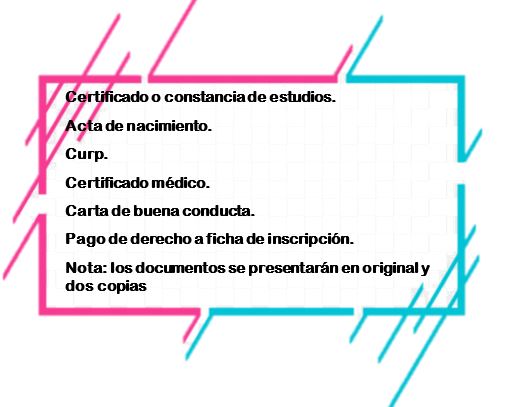 Certificado o constancia de estudios.
Acta de nacimiento.
Curp.
Certificado médico.
Carta de buena conducta.
Pago de derecho a ficha de inscripción.
Nota: los documentos se presentarán en original y
dos copias